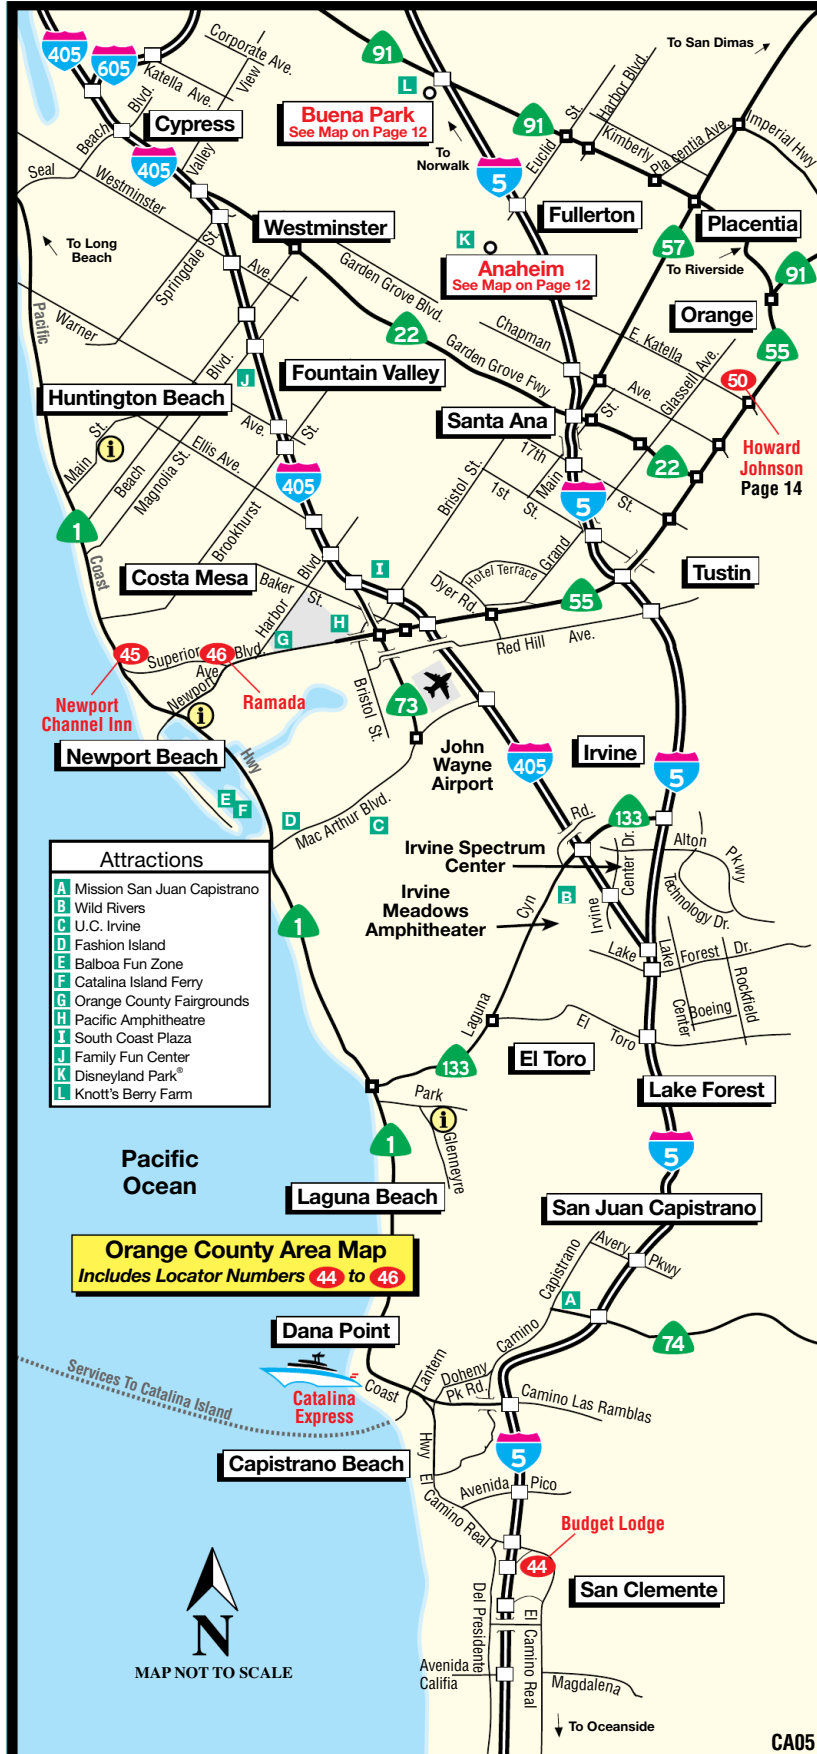 405
605
Corporate Ave.
Katella Ave.
View
Valley
91
To San Dimas
L
Buena Park
See Map on Page 12
Cypress
Beach Blvd.
To
Norwalk
91
Euclid St.
Harbor Blvd.
Kimberly
Placentia Ave.
Imperial Hwy
Seal
405
Westminster Ave.
5
Fullerton
Placentia
Westminster
To Long
Beach
Springdale St.
K
Anaheim
See Map on Page 12
57
To Riverside
91
Garden Grove Blvd.
Pacific
Warner Ave.
22
Garden Grove Fwy
Chapman Ave.
E. Katella
Orange
55
Glassell Ave.
J
Fountain Valley
Huntington Beach
50
Howard
Johnson
Page 14
Santa Ana
St.
Main St.
i
Ellis Ave.
Beach Blvd.
Magnolia St.
Brookhurst St.
405
Bristol St.
17th St.
Main
1st St.
22
5
1
Coast
Costa Mesa
Baker St.
Harbor Blvd.
I
Dyer Rd.
Hotel Terrace
Grand
55
Tustin
H
G
Red Hill Ave.
45
Superior Ave.
46
Newport Blvd.
Newport
Channel Inn
Ramada
Bristol St.
73
i
Newport Beach
Hwy
John
Wayne
Airport
405
Irvine
5
E
F
D
Mac Arthur Blvd.
C
Rd.
133
Irvine Spectrum
Center
Alton Pkwy
Irvine Center Dr.
Technology Dr.
Irvine
Meadows
Amphitheater
B
Cyn
Attractions
A Mission San Juan Capistrano
B Wild Rivers
C U.C. Irvine
D Fashion Island
E Balboa Fun Zone
F Catalina Island Ferry
G Orange County Fairgrounds
H Pacific Amphitheatre
I South Coast Plaza
J Family Fun Center
K Disneyland Park®
L Knott's Berry Farm
1
Lake Forest Dr.
Lake Center
Boeing
Rockfield
Laguna
El Toro
El Toro
133
Lake Forest
Park
i
Glenneyre
1
5
Pacific
Ocean
Laguna Beach
San Juan Capistrano
Orange County Area Map
Includes Locator Numbers 44 to 46
Avery Pkwy
Camino Capistrano
A
74
Dana Point
Services To Catalina Island
Catalina
Express
Coast Hwy
Lantern
Doheny
Pk Rd.
Camino Las Ramblas
Capistrano Beach
5
El Camino Real
Avenida Pico
Budget Lodge
44
San Clemente
Del Presidente
El Camino Real
N
MAP NOT TO SCALE
Avenida
Califia
Magdalena
To Oceanside
CA05